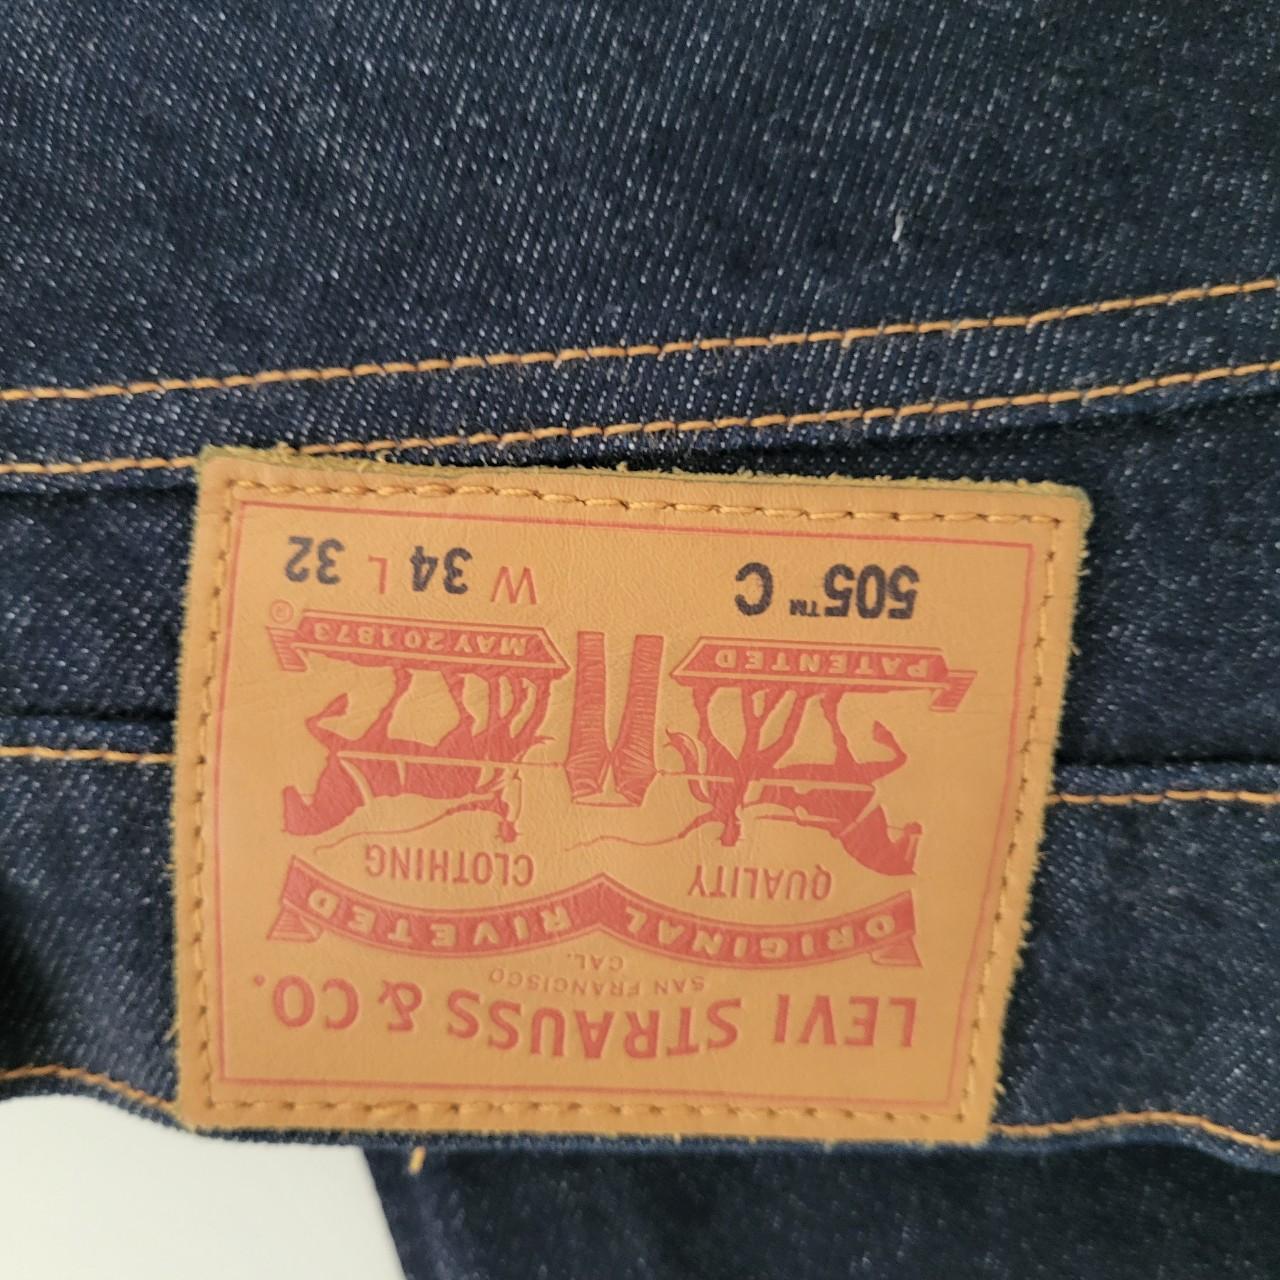 LEVI STRAUSS & CO.
SAN FRANCISCO
CAL.
ORIGINAL RIVETED
QUALITY CLOTHING
PATENTED MAY 20 1873 ®
505™ C W 34 L 32